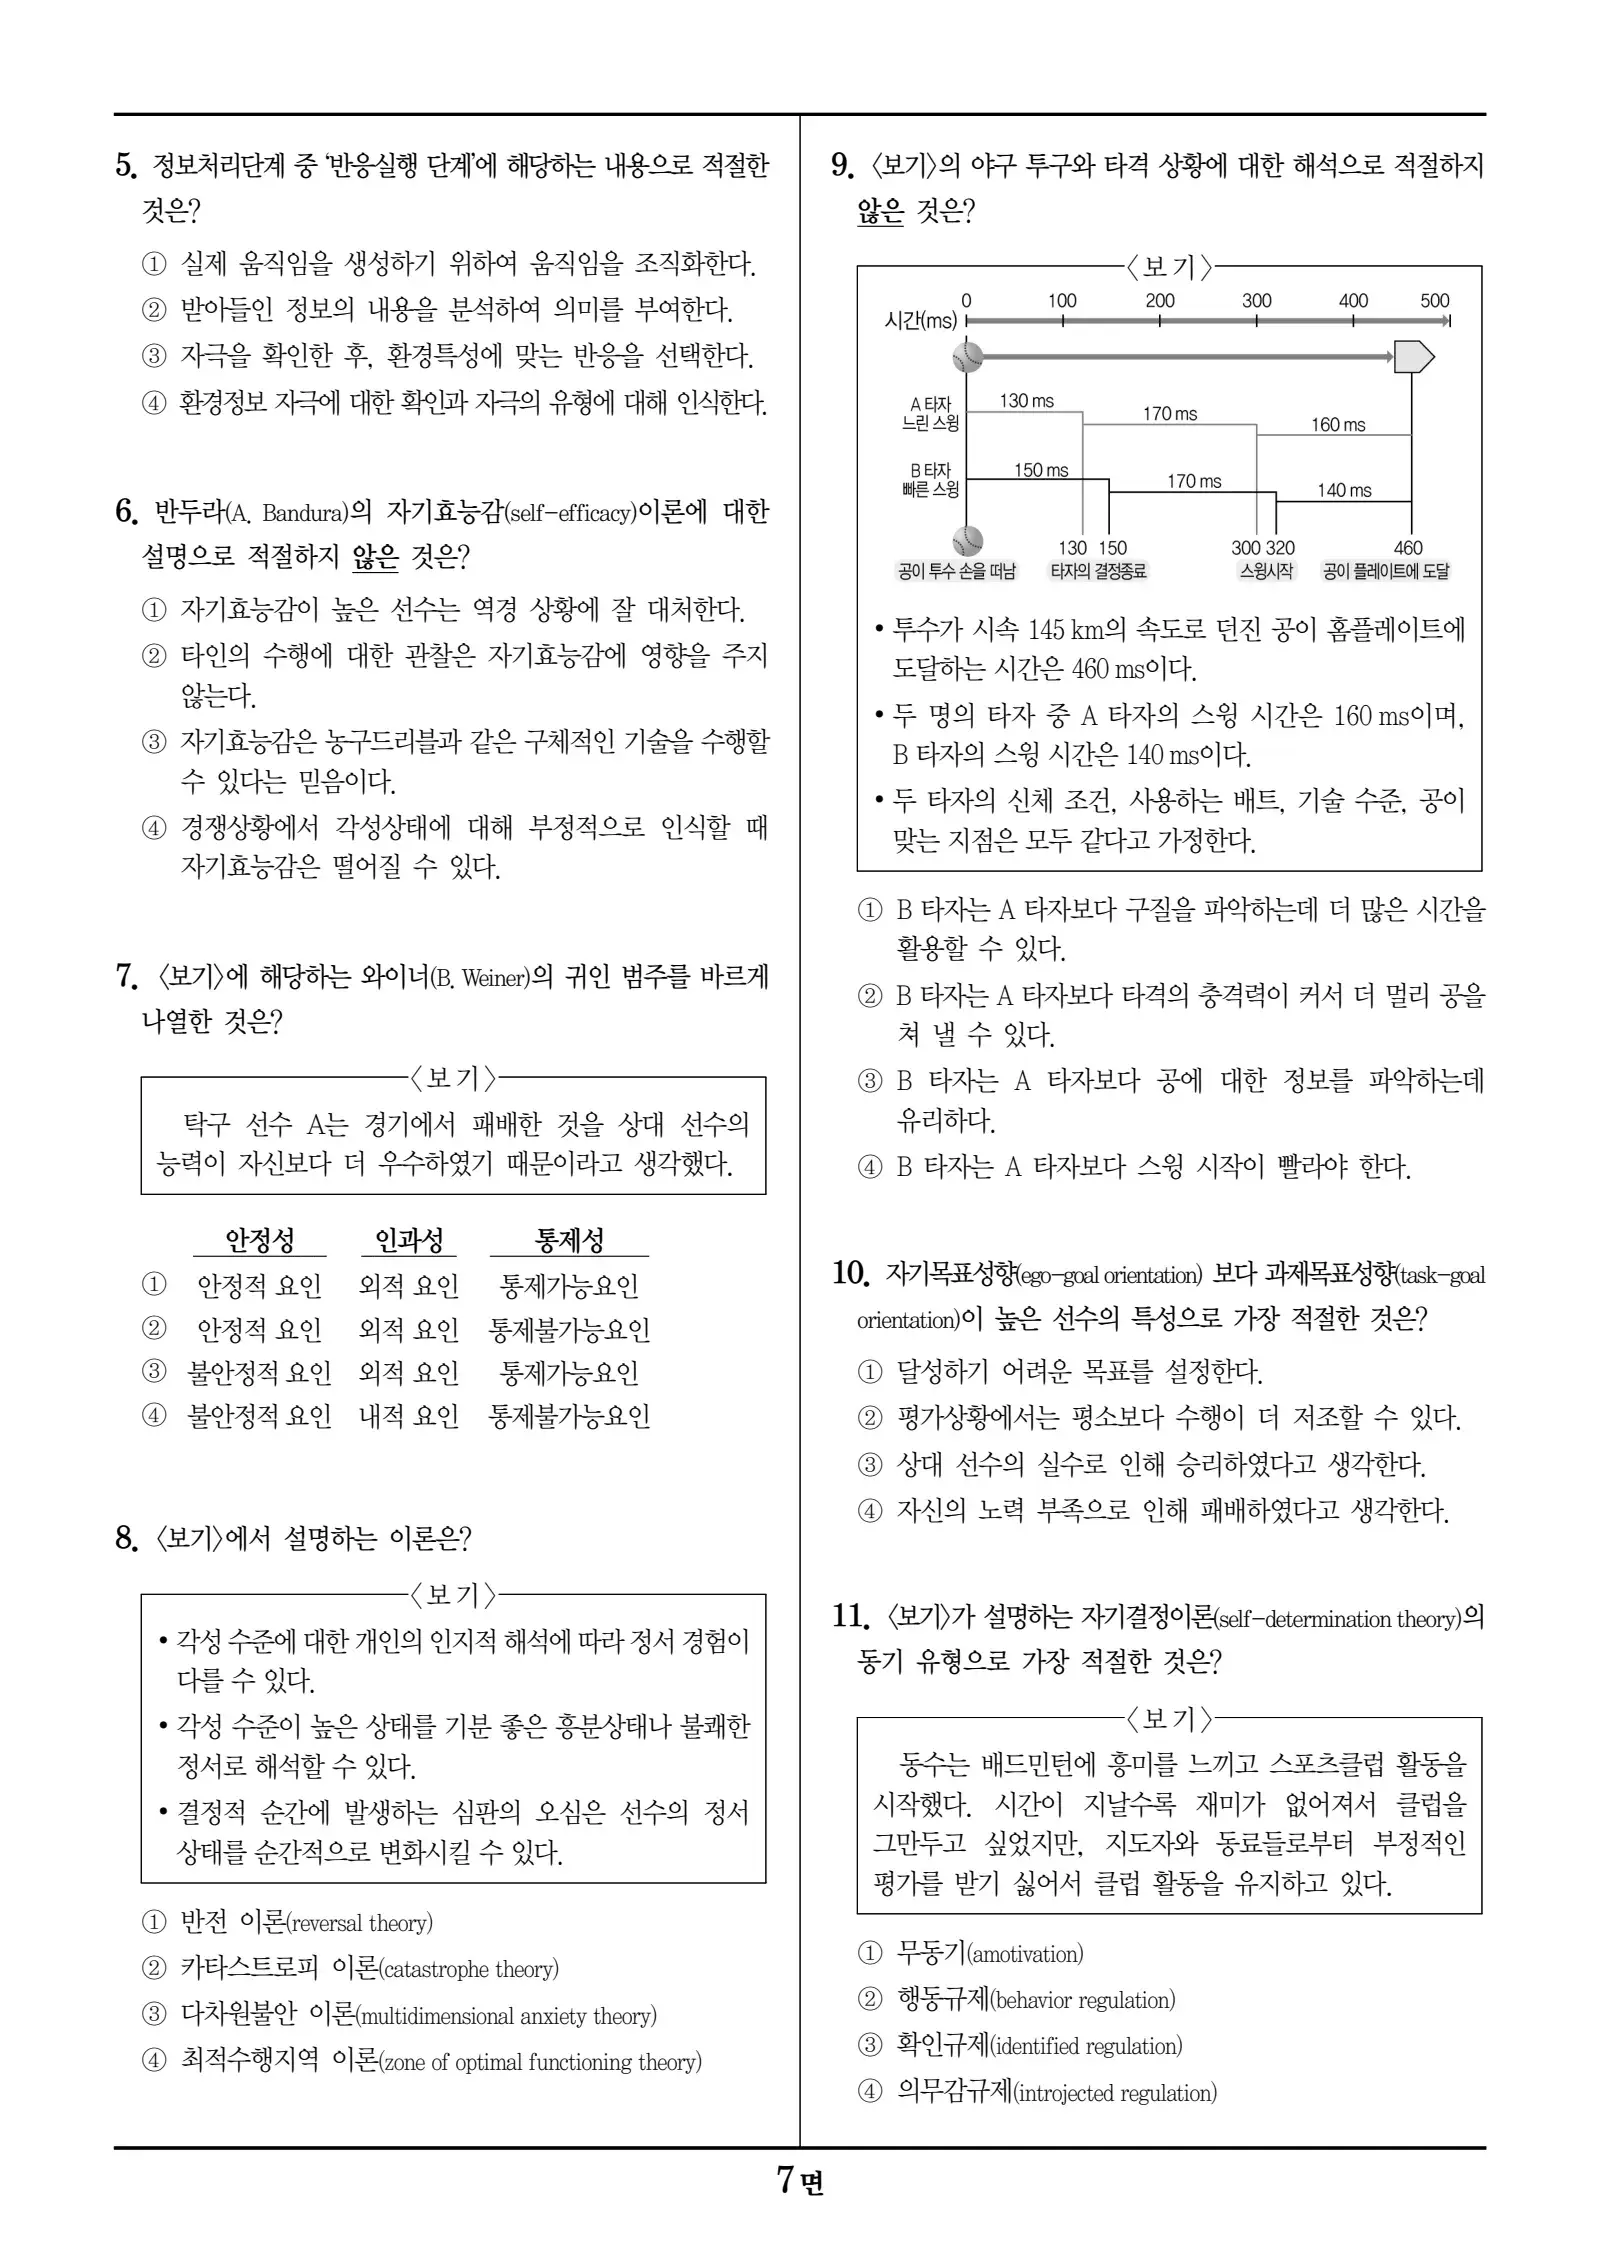 5. 정보처리단계 중 '반응실행 단계'에 해당하는 내용으로 적절한
것은?
① 실제 움직임을 생성하기 위하여 움직임을 조직화한다.
② 받아들인 정보의 내용을 분석하여 의미를 부여한다.
③ 자극을 확인한 후, 환경특성에 맞는 반응을 선택한다.
④ 환경정보 자극에 대한 확인과 자극의 유형에 대해 인식한다.
6. 반두라(A. Bandura)의 자기효능감(self-efficacy)이론에 대한
설명으로 적절하지 않은 것은?
① 자기효능감이 높은 선수는 역경 상황에 잘 대처한다.
② 타인의 수행에 대한 관찰은 자기효능감에 영향을 주지
않는다.
③ 자기효능감은 농구드리블과 같은 구체적인 기술을 수행할
수 있다는 믿음이다.
④ 경쟁상황에서 각성상태에 대해 부정적으로 인식할 때
자기효능감은 떨어질 수 있다.
7. 〈보기〉에 해당하는 와이너(B. Weiner)의 귀인 범주를 바르게
나열한 것은?
〈보기〉
탁구 선수 A는 경기에서 패배한 것을 상대 선수의
능력이 자신보다 더 우수하였기 때문이라고 생각했다.
안정성 인과성 통제성
① 안정적 요인 외적 요인 통제가능요인
② 안정적 요인 외적 요인 통제불가능요인
③ 불안정적 요인 외적 요인 통제가능요인
④ 불안정적 요인 내적 요인 통제불가능요인
8. 〈보기〉에서 설명하는 이론은?
〈보기〉
• 각성 수준에 대한 개인의 인지적 해석에 따라 정서 경험이
다를 수 있다.
• 각성 수준이 높은 상태를 기분 좋은 흥분상태나 불쾌한
정서로 해석할 수 있다.
• 결정적 순간에 발생하는 심판의 오심은 선수의 정서
상태를 순간적으로 변화시킬 수 있다.
① 반전 이론(reversal theory)
② 카타스트로피 이론(catastrophe theory)
③ 다차원불안 이론(multidimensional anxiety theory)
④ 최적수행지역 이론(zone of optimal functioning theory)
9. 〈보기〉의 야구 투구와 타격 상황에 대한 해석으로 적절하지
않은 것은?
〈보기〉
0 100 200 300 400 500
시간(ms)
A 타자
느린 스윙
130 ms 170 ms 160 ms
B 타자
빠른 스윙
150 ms 170 ms 140 ms
130 150 300 320 460
공이 투수 손을 떠남 타자의 결정종료 스윙시작 공이 플레이트에 도달
• 투수가 시속 145 km의 속도로 던진 공이 홈플레이트에
도달하는 시간은 460 ms이다.
• 두 명의 타자 중 A 타자의 스윙 시간은 160 ms이며,
B 타자의 스윙 시간은 140 ms이다.
• 두 타자의 신체 조건, 사용하는 배트, 기술 수준, 공이
맞는 지점은 모두 같다고 가정한다.
① B 타자는 A 타자보다 구질을 파악하는데 더 많은 시간을
활용할 수 있다.
② B 타자는 A 타자보다 타격의 충격력이 커서 더 멀리 공을
쳐 낼 수 있다.
③ B 타자는 A 타자보다 공에 대한 정보를 파악하는데
유리하다.
④ B 타자는 A 타자보다 스윙 시작이 빨라야 한다.
10. 자기목표성향(ego-goal orientation) 보다 과제목표성향(task-goal
orientation)이 높은 선수의 특성으로 가장 적절한 것은?
① 달성하기 어려운 목표를 설정한다.
② 평가상황에서는 평소보다 수행이 더 저조할 수 있다.
③ 상대 선수의 실수로 인해 승리하였다고 생각한다.
④ 자신의 노력 부족으로 인해 패배하였다고 생각한다.
11. 〈보기〉가 설명하는 자기결정이론(self-determination theory)의
동기 유형으로 가장 적절한 것은?
〈보기〉
동수는 배드민턴에 흥미를 느끼고 스포츠클럽 활동을
시작했다. 시간이 지날수록 재미가 없어져서 클럽을
그만두고 싶었지만, 지도자와 동료들로부터 부정적인
평가를 받기 싫어서 클럽 활동을 유지하고 있다.
① 무동기(amotivation)
② 행동규제(behavior regulation)
③ 확인규제(identified regulation)
④ 의무감규제(introjected regulation)
7면